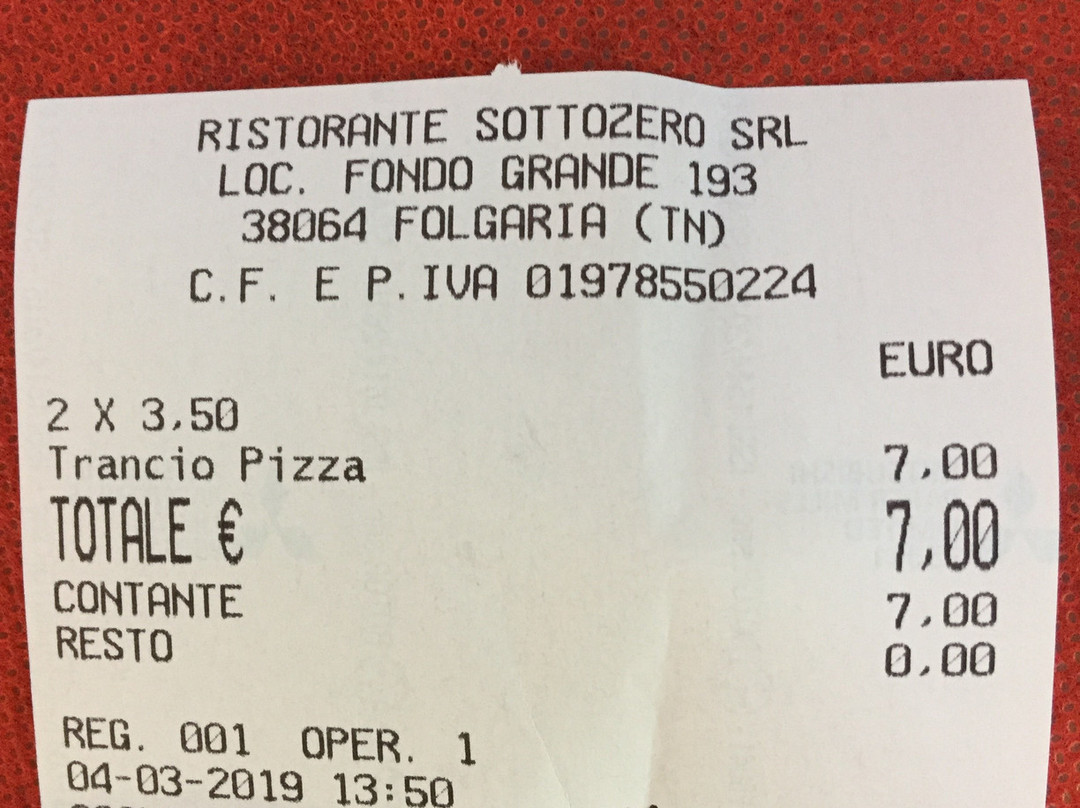 RISTORANTE SOTTOZERO SRL
LOC. FONDO GRANDE 193
38064 FOLGARIA (TN)
C.F. E P.IVA 01978550224
EURO
2 X 3,50
Trancio Pizza 7,00
TOTALE € 7,00
CONTANTE 7,00
RESTO 0,00
REG. 001 OPER. 1
04-03-2019 13:50